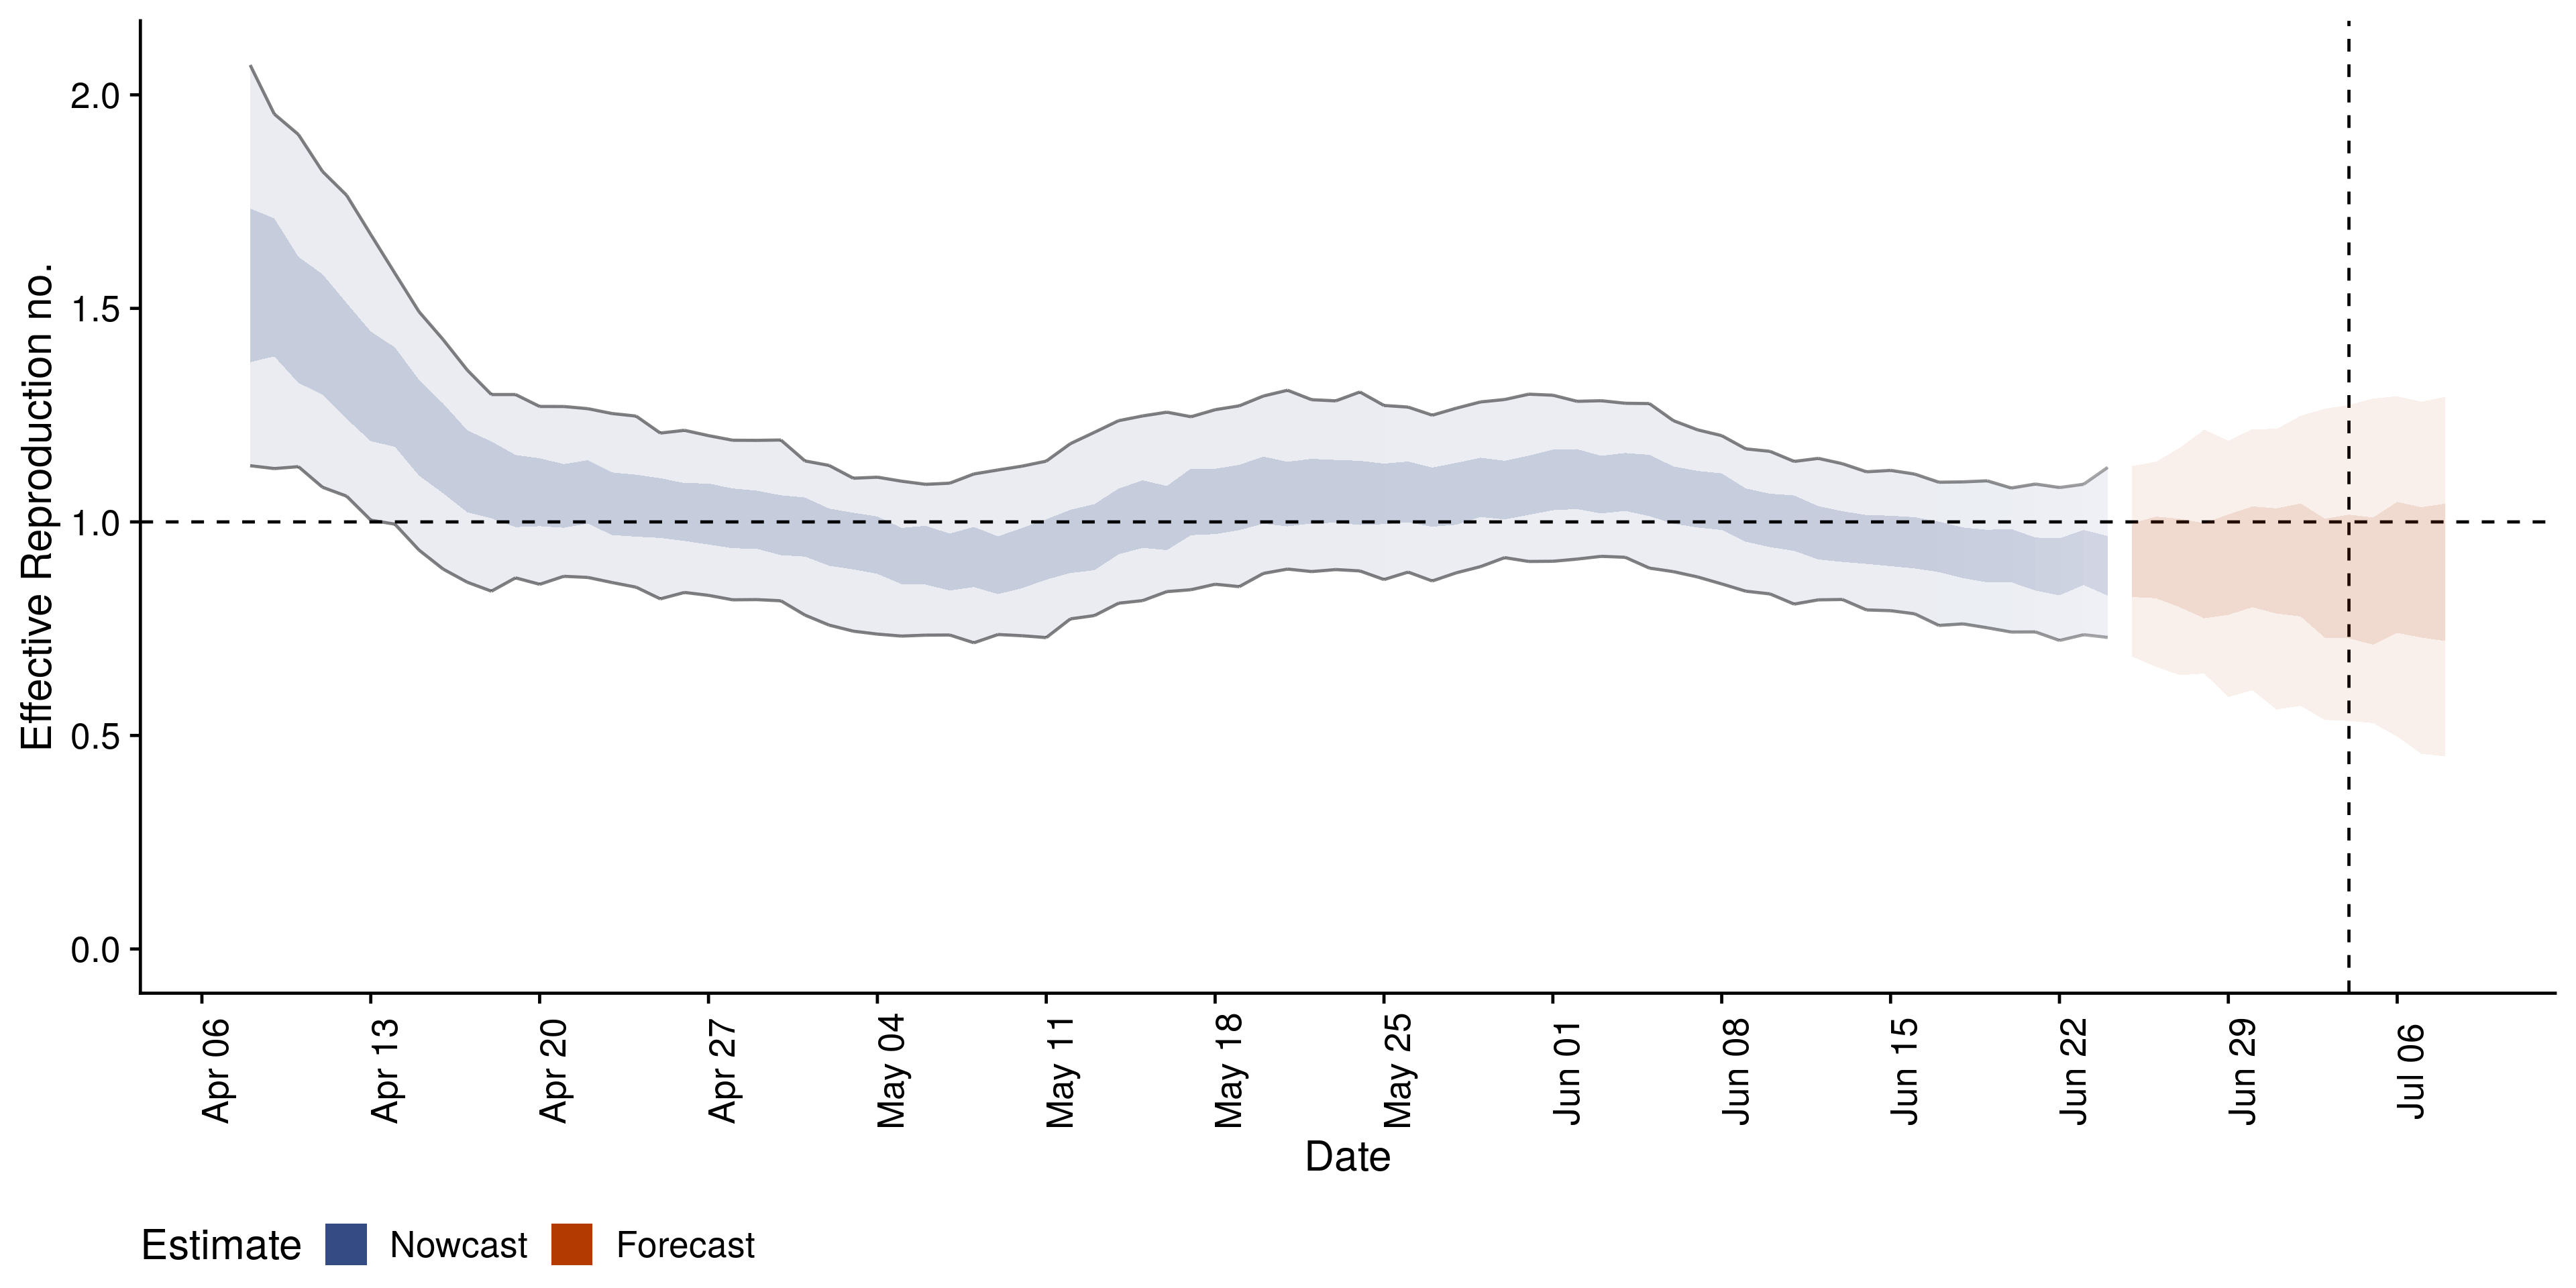 Effective Reproduction no.
2.0
1.5
1.0
0.5
0.0
Apr 06
Apr 13
Apr 20
Apr 27
May 04
May 11
May 18
May 25
Jun 01
Jun 08
Jun 15
Jun 22
Jun 29
Jul 06
Date
Estimate Nowcast Forecast